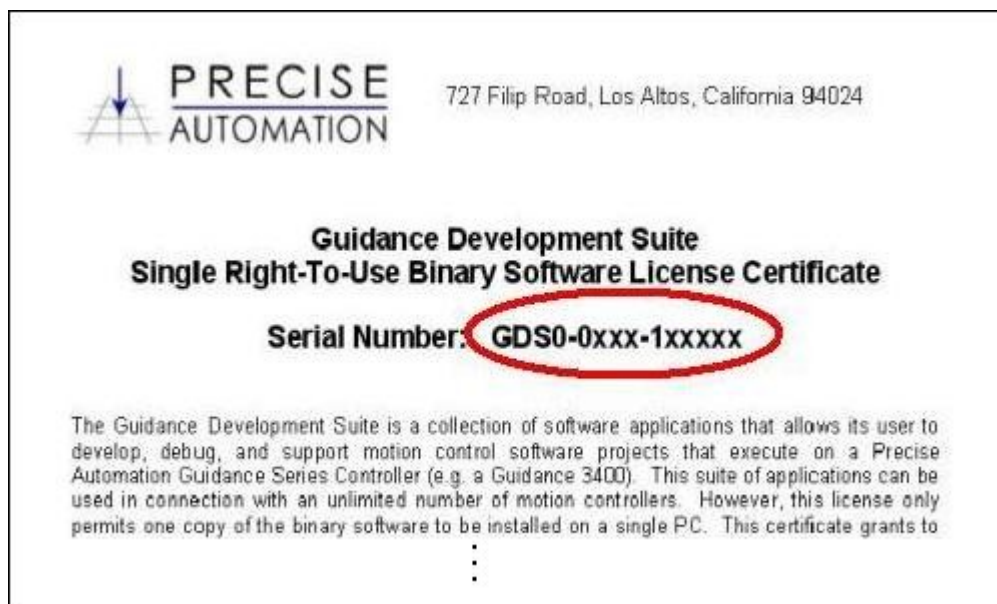 PRECISE
AUTOMATION
727 Filip Road, Los Altos, California 94024
Guidance Development Suite
Single Right-To-Use Binary Software License Certificate
Serial Number: GDS0-0xxx-1xxxxx
The Guidance Development Suite is a collection of software applications that allows its user to
develop, debug, and support motion control software projects that execute on a Precise
Automation Guidance Series Controller (e.g. a Guidance 3400). This suite of applications can be
used in connection with an unlimited number of motion controllers. However, this license only
permits one copy of the binary software to be installed on a single PC. This certificate grants to